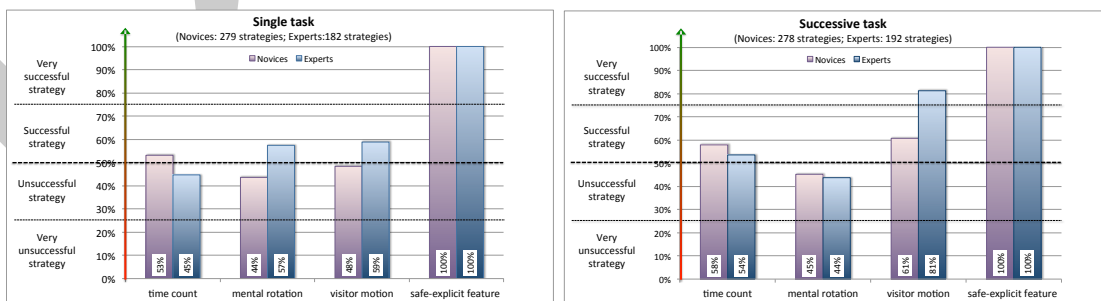 Single task
(Novices: 279 strategies; Experts:182 strategies)
Novices Experts
100%
90%
80%
70%
60%
50%
40%
30%
20%
10%
0%
Very
successful
strategy
Successful
strategy
Unsuccessful
strategy
Very
unsuccessful
strategy
53% 45% 44% 57% 48% 59% 100% 100%
time count mental rotation visitor motion safe-explicit feature
Successive task
(Novices: 278 strategies; Experts: 192 strategies)
Novices Experts
100%
90%
80%
70%
60%
50%
40%
30%
20%
10%
0%
Very
successful
strategy
Successful
strategy
Unsuccessful
strategy
Very
unsuccessful
strategy
58% 54% 45% 44% 61% 81% 100% 100%
time count mental rotation visitor motion safe-explicit feature